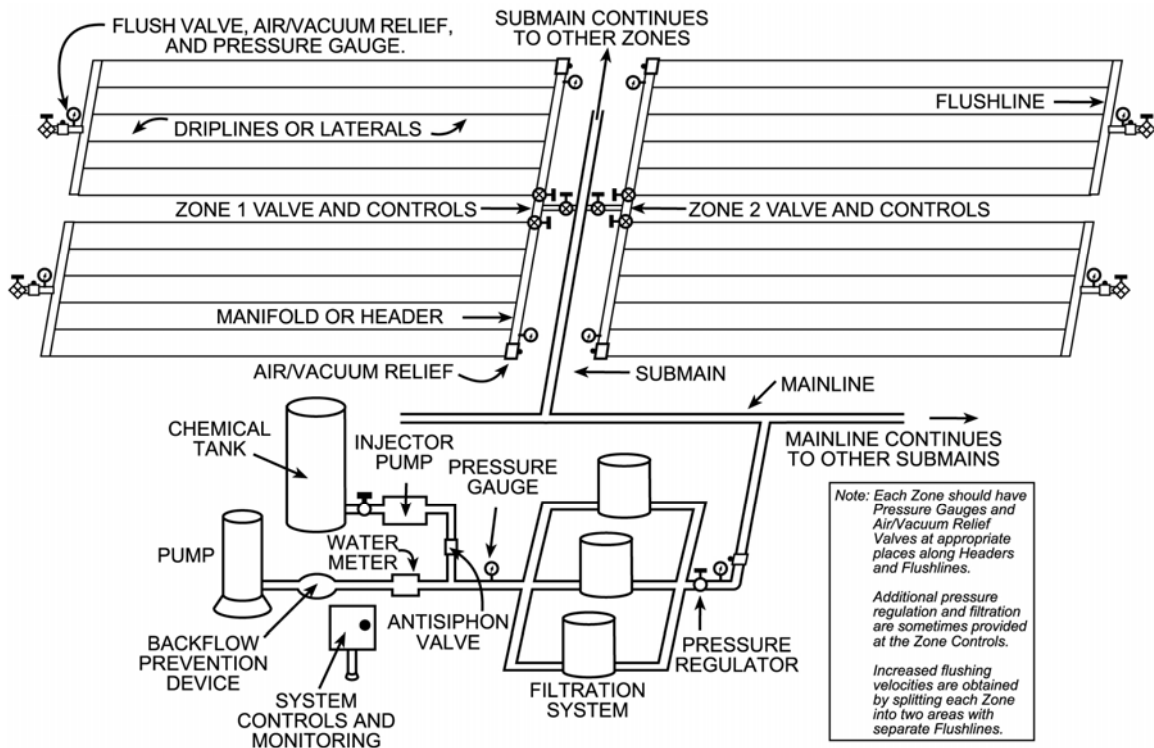 FLUSH VALVE, AIR/VACUUM RELIEF,
AND PRESSURE GAUGE.
SUBMAIN CONTINUES
TO OTHER ZONES
FLUSHLINE
DRIPLINES OR LATERALS
ZONE 1 VALVE AND CONTROLS
ZONE 2 VALVE AND CONTROLS
MANIFOLD OR HEADER
AIR/VACUUM RELIEF
SUBMAIN
MAINLINE
MAINLINE CONTINUES
TO OTHER SUBMAINS
CHEMICAL
TANK
INJECTOR
PUMP
PRESSURE
GAUGE
PUMP
WATER
METER
ANTISIPHON
VALVE
BACKFLOW
PREVENTION
DEVICE
SYSTEM
CONTROLS AND
MONITORING
FILTRATION
SYSTEM
PRESSURE
REGULATOR
Note: Each Zone should have
Pressure Gauges and
Air/Vacuum Relief
Valves at appropriate
places along Headers
and Flushlines.
Additional pressure
regulation and filtration
are sometimes provided
at the Zone Controls.
Increased flushing
velocities are obtained
by splitting each Zone
into two areas with
separate Flushlines.